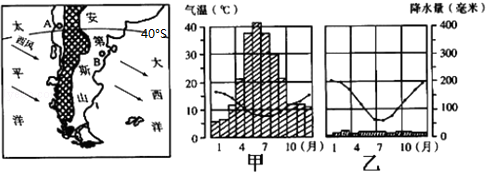 太
平
洋
西风
A
安
第
斯
山
B
40°S
大
西
洋
气温(℃)
40
30
20
10
0
1 4 7 10(月)
甲
降水量(毫米)
400
300
200
100
0
1 4 7 10(月)
乙